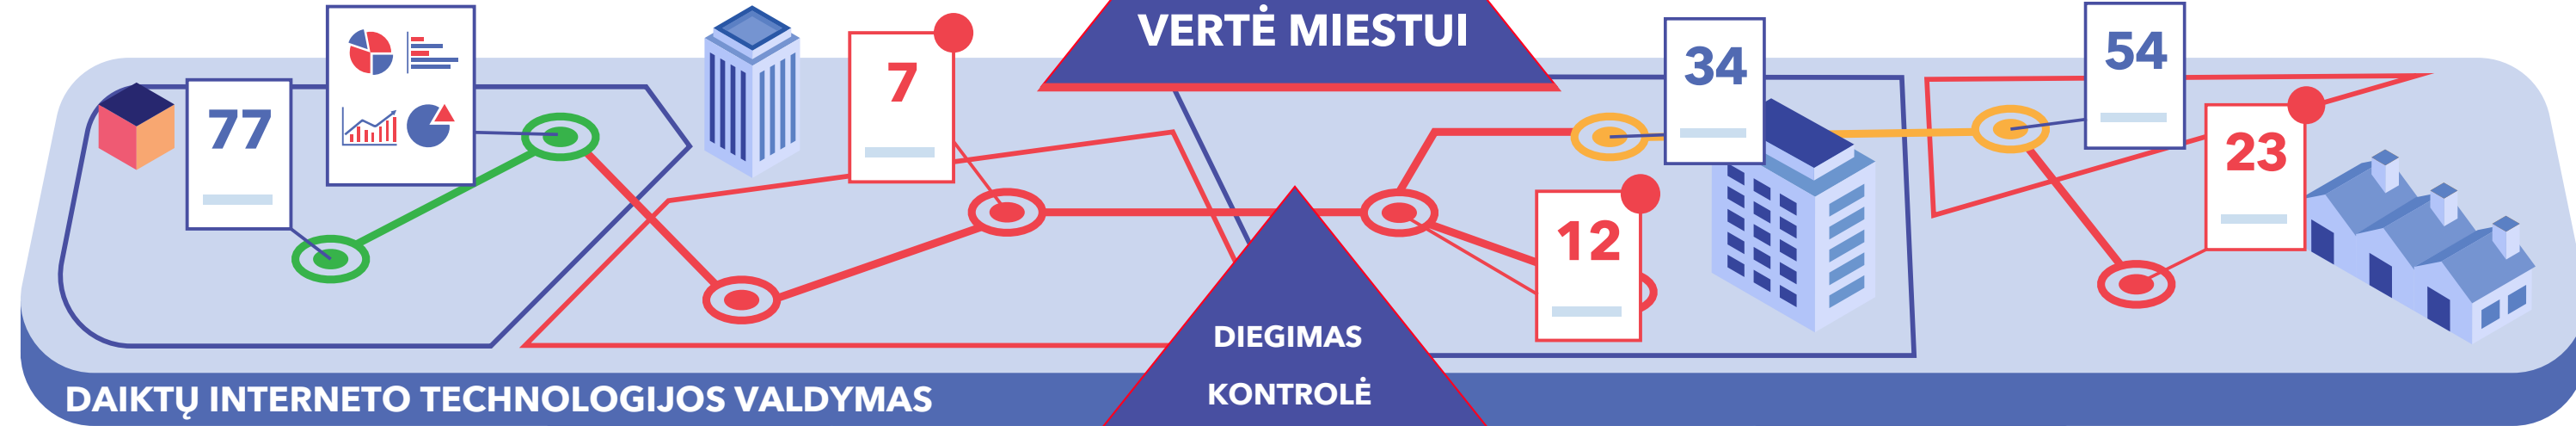 VERTĖ MIESTUI
77
7
34
54
12
23
DIEGIMAS
KONTROLĖ
DAIKTŲ INTERNETO TECHNOLOGIJOS VALDYMAS